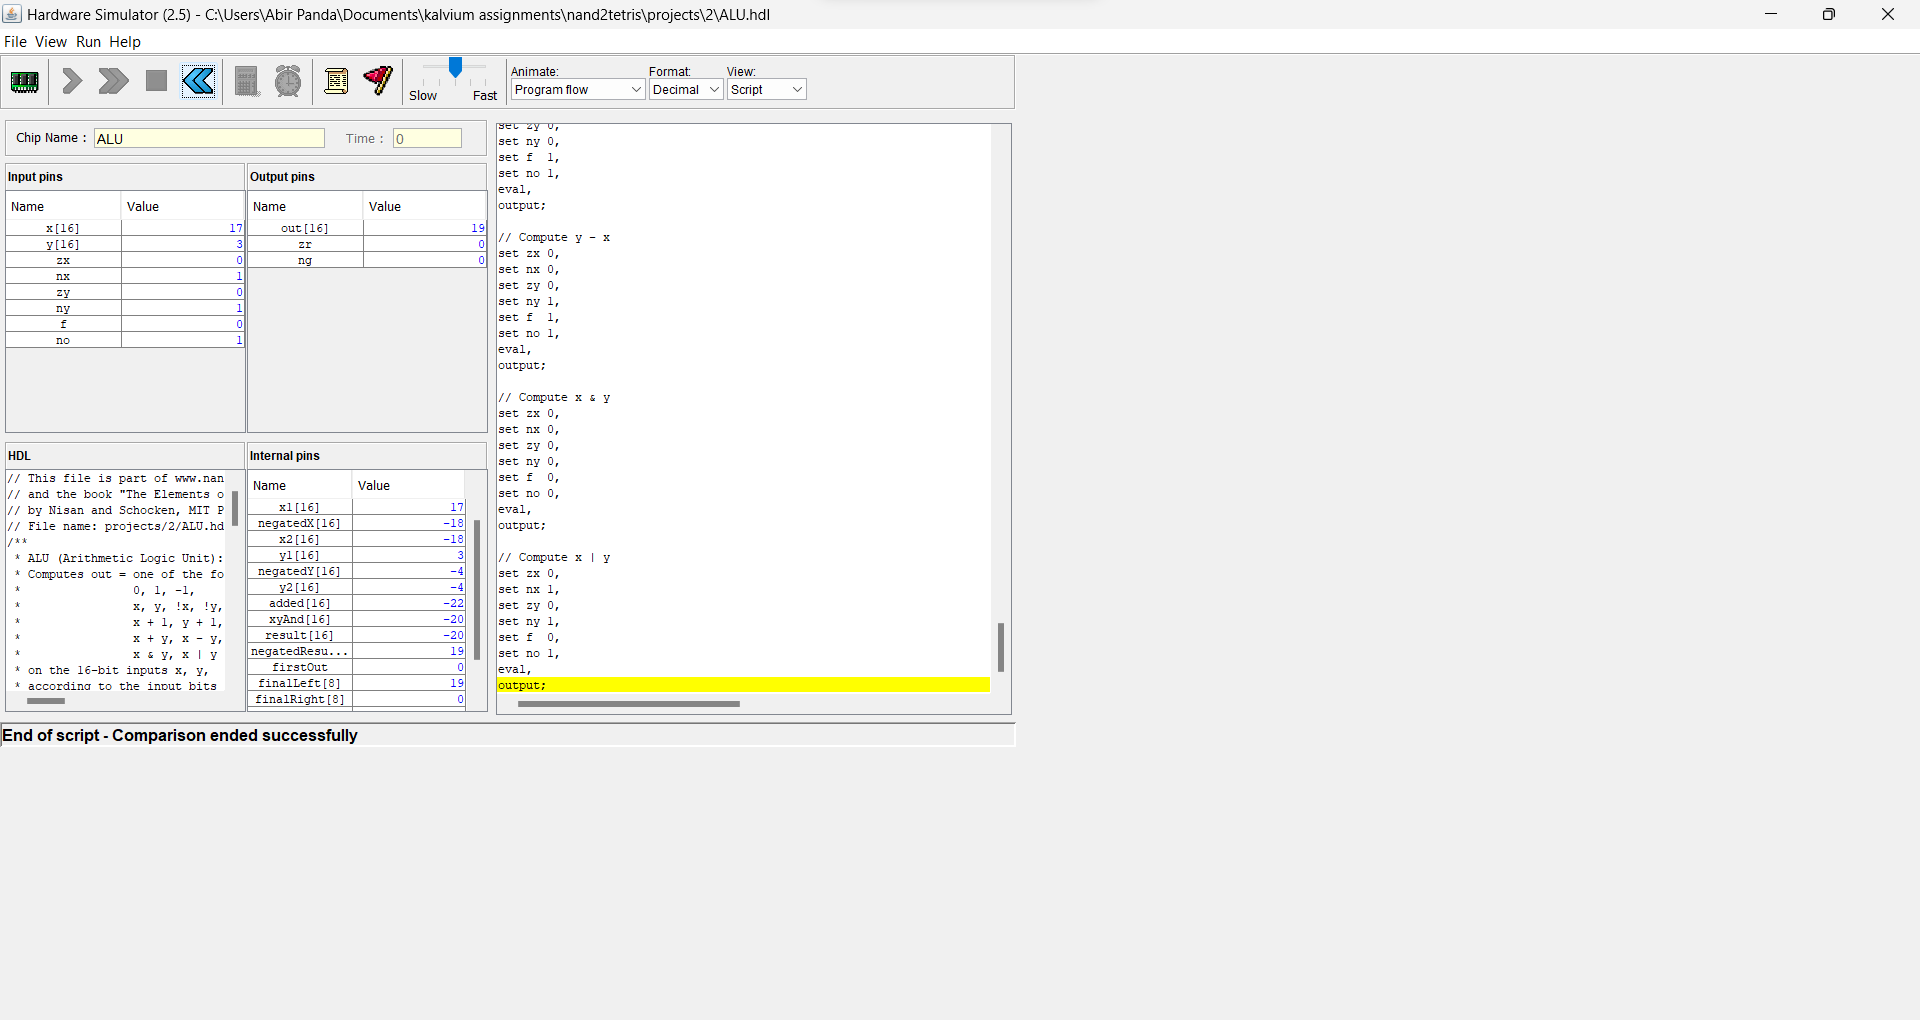 Hardware Simulator (2.5) - C:\Users\Abir Panda\Documents\kalvium assignments\nand2tetris\projects\2\ALU.hdl
File View Run Help
Slow Fast
Animate: Format: View:
Program flow Decimal Script
Chip Name : ALU Time : 0
Input pins
Name Value
x[16] 17
y[16] 3
zx 0
nx 1
zy 0
ny 1
f 0
no 1
Output pins
Name Value
out[16] 19
zr 0
ng 0
HDL
// This file is part of www.nan
// and the book "The Elements o
// by Nisan and Schocken, MIT P
// File name: projects/2/ALU.hd
/**
* ALU (Arithmetic Logic Unit):
* Computes out = one of the fo
* 0, 1, -1,
* x, y, !x, !y,
* x + 1, y + 1,
* x + y, x - y,
* x & y, x | y
* on the 16-bit inputs x, y,
* according to the input bits
Internal pins
Name Value
x1[16] 17
negatedX[16] -18
x2[16] -18
y1[16] 3
negatedY[16] -4
y2[16] -4
added[16] -22
xyAnd[16] -20
result[16] -20
negatedResu... 19
firstOut 0
finalLeft[8] 19
finalRight[8] 0
set zy 0,
set ny 0,
set f 1,
set no 1,
eval,
output;
// Compute y - x
set zx 0,
set nx 0,
set zy 0,
set ny 1,
set f 1,
set no 1,
eval,
output;
// Compute x & y
set zx 0,
set nx 0,
set zy 0,
set ny 0,
set f 0,
set no 0,
eval,
output;
// Compute x | y
set zx 0,
set nx 1,
set zy 0,
set ny 1,
set f 0,
set no 1,
eval,
output;
End of script - Comparison ended successfully